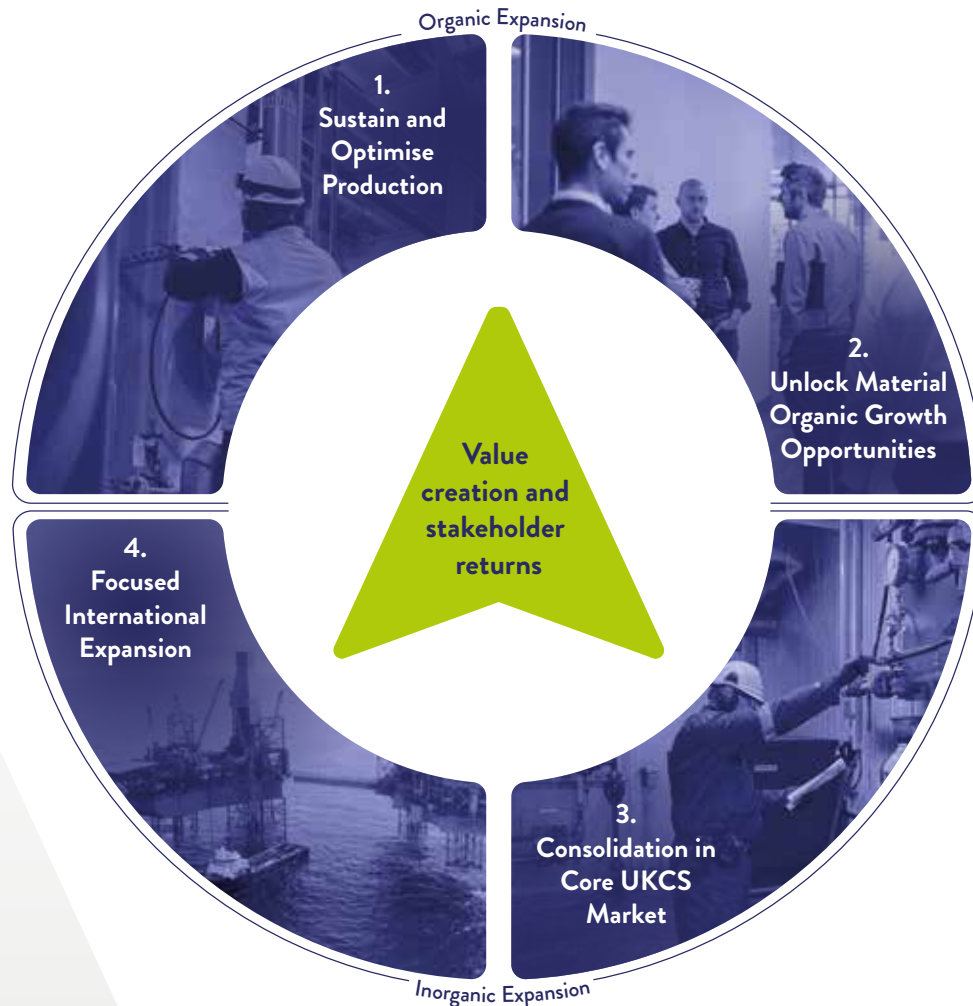 Organic Expansion
1.
Sustain and
Optimise
Production
2.
Unlock Material
Organic Growth
Opportunities
Value
creation and
stakeholder
returns
4.
Focused
International
Expansion
3.
Consolidation in
Core UKCS
Market
Inorganic Expansion